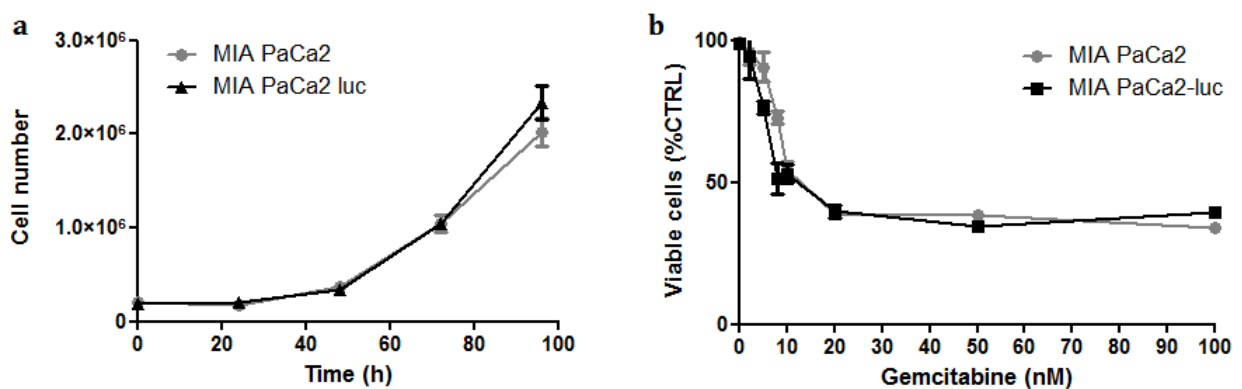 a
3.0×10⁶
2.0×10⁶
1.0×10⁶
0
Cell number
MIA PaCa2
MIA PaCa2 luc
0 20 40 60 80 100
Time (h)
b
100
50
0
Viable cells (%CTRL)
MIA PaCa2
MIA PaCa2-luc
0 10 20 30 40 50 60 70 80 90 100
Gemcitabine (nM)